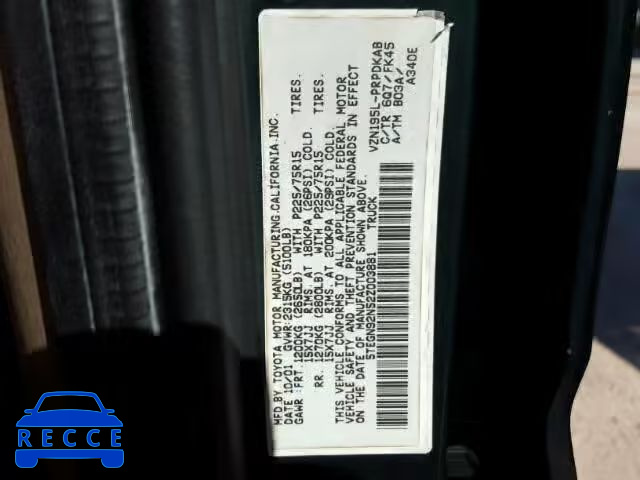 MFD.BY TOYOTA MOTOR MANUFACTURING,CALIFORNIA.INC.
DATE 10/01 GVWR:2315KG (5100LB)
GAWR : FRT. 1200KG (2650LB) WITH P225/75R15 TIRES.
15X7JJ RIMS. AT 180KPA (26PSI) COLD.
RR. 1270KG (2800LB) WITH P225/75R15 TIRES.
15X7JJ RIMS. AT 200KPA (29PSI) COLD.
THIS VEHICLE CONFORMS TO ALL APPLICABLE FEDERAL MOTOR
VEHICLE SAFETY AND THEFT PREVENTION STANDARDS IN EFFECT
ON THE DATE OF MANUFACTURE SHOWN ABOVE.
5TEGN92N52Z003881 TRUCK
VZN195L-PRPDKAB
C/TR 6Q7/FK45
A/TM B03A/
A340E
RECCE